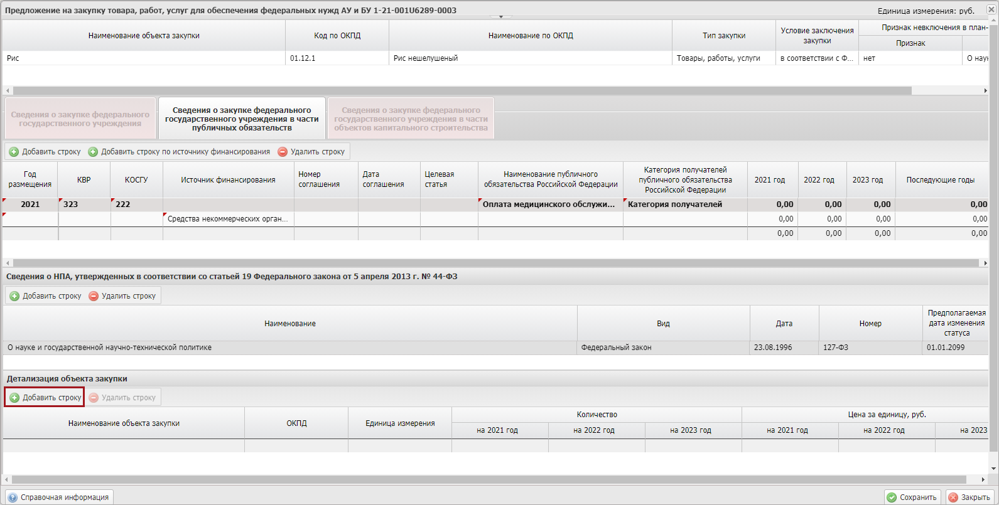 Предложение на закупку товара, работ, услуг для обеспечения федеральных нужд АУ и БУ 1-21-001U6289-0003
Единица измерения: руб.
Наименование объекта закупки
Код по ОКПД
Наименование по ОКПД
Тип закупки
Условие заключения
закупки
Признак невключения в план-
Признак
Рис
01.12.1
Рис нешелушеный
Товары, работы, услуги
в соответствии с Ф...
нет
О наук
Сведения о закупке федерального
государственного учреждения
Сведения о закупке федерального
государственного учреждения в части
публичных обязательств
Сведения о закупке федерального
государственного учреждения в части
объектов капитального строительства
Добавить строку
Добавить строку по источнику финансирования
Удалить строку
Год
размещения
КВР
КОСГУ
Источник финансирования
Номер
соглашения
Дата
соглашения
Целевая
статья
Наименование публичного
обязательства Российской Федерации
Категория получателей
публичного обязательства
Российской Федерации
2021 год
2022 год
2023 год
Последующие годы
2021
323
222
Оплата медицинского обслужи...
Категория получателей
0,00
0,00
0,00
0,00
Средства некоммерческих орган...
0,00
0,00
0,00
0,00
0,00
0,00
0,00
0,00
Сведения о НПА, утвержденных в соответствии со статьей 19 Федерального закона от 5 апреля 2013 г. № 44-ФЗ
Добавить строку
Удалить строку
Наименование
Вид
Дата
Номер
Предполагаемая
дата изменения
статуса
О науке и государственной научно-технической политике
Федеральный закон
23.08.1996
127-ФЗ
01.01.2099
Детализация объекта закупки
Добавить строку
Удалить строку
Наименование объекта закупки
ОКПД
Единица измерения
Количество
Цена за единицу, руб.
на 2021 год
на 2022 год
на 2023 год
на 2021 год
на 2022 год
на 2023
Справочная информация
Сохранить
Закрыть